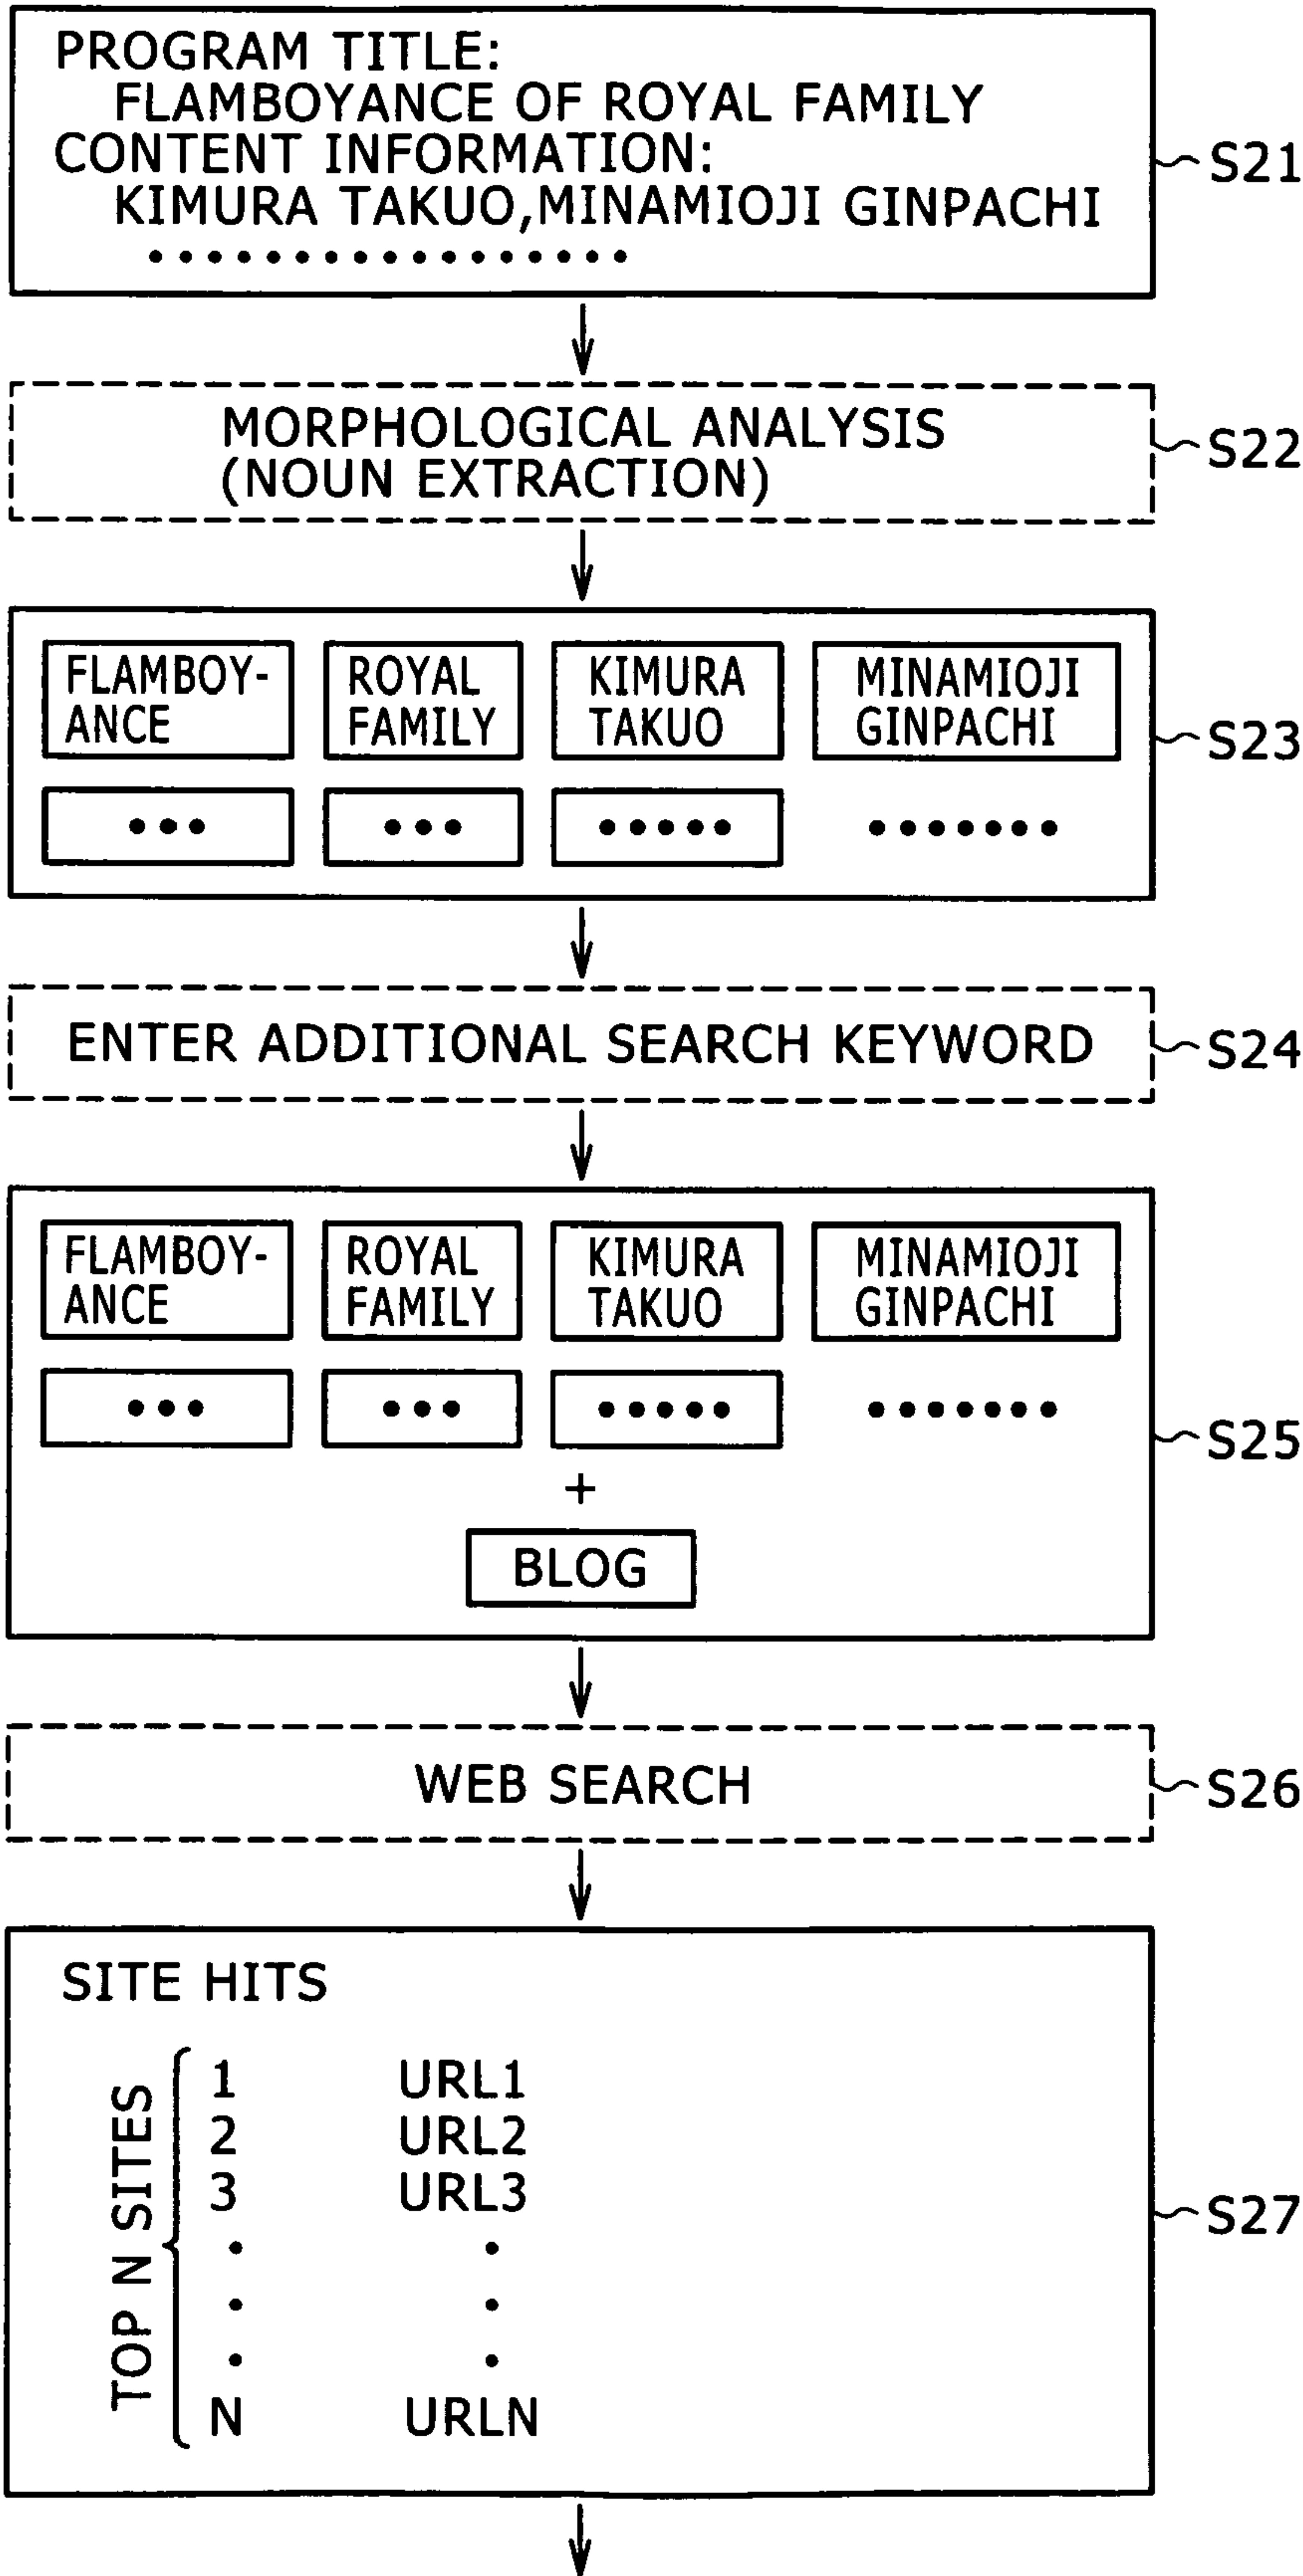 PROGRAM TITLE:
FLAMBOYANCE OF ROYAL FAMILY
CONTENT INFORMATION:
KIMURA TAKUO,MINAMIOJI GINPACHI
•••••••••••••••••
S21
MORPHOLOGICAL ANALYSIS
(NOUN EXTRACTION)
S22
FLAMBOY-
ANCE
ROYAL
FAMILY
KIMURA
TAKUO
MINAMIOJI
GINPACHI
•••
•••
•••••
•••••••
S23
ENTER ADDITIONAL SEARCH KEYWORD
S24
FLAMBOY-
ANCE
ROYAL
FAMILY
KIMURA
TAKUO
MINAMIOJI
GINPACHI
•••
•••
•••••
•••••••
+
BLOG
S25
WEB SEARCH
S26
SITE HITS
TOP N SITES
1 URL1
2 URL2
3 URL3
• •
• •
• •
N URLN
S27